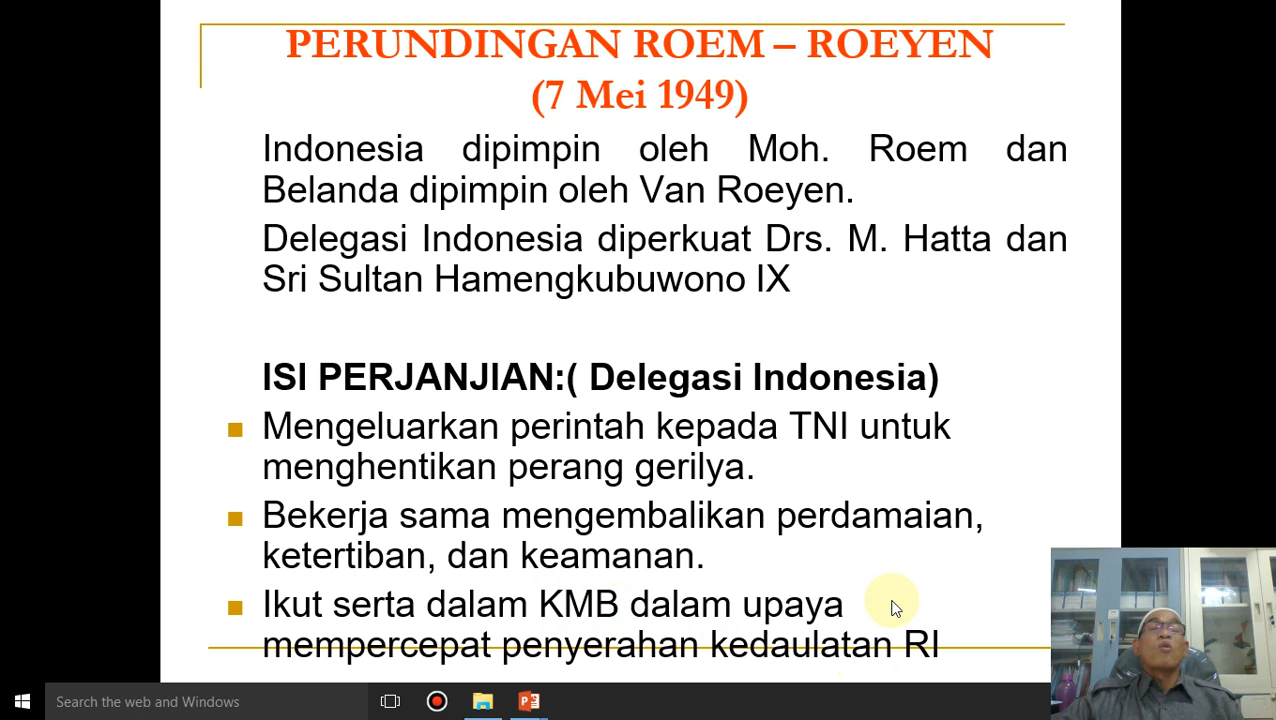 PERUNDINGAN ROEM – ROEYEN
(7 Mei 1949)
Indonesia dipimpin oleh Moh. Roem dan
Belanda dipimpin oleh Van Roeyen.
Delegasi Indonesia diperkuat Drs. M. Hatta dan
Sri Sultan Hamengkubuwono IX
ISI PERJANJIAN:( Delegasi Indonesia)
Mengeluarkan perintah kepada TNI untuk
menghentikan perang gerilya.
Bekerja sama mengembalikan perdamaian,
ketertiban, dan keamanan.
Ikut serta dalam KMB dalam upaya
mempercepat penyerahan kedaulatan RI
Search the web and Windows